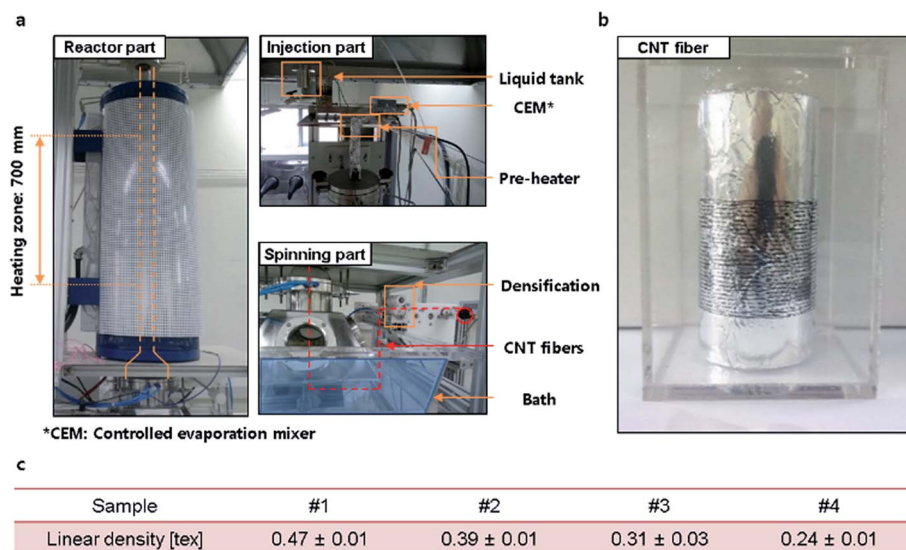 a
Reactor part
Heating zone: 700 mm
Injection part
Liquid tank
CEM*
Pre-heater
Spinning part
Densification
CNT fibers
Bath
*CEM: Controlled evaporation mixer
b
CNT fiber
c
Sample #1 #2 #3 #4
Linear density [tex] 0.47 ± 0.01 0.39 ± 0.01 0.31 ± 0.03 0.24 ± 0.01